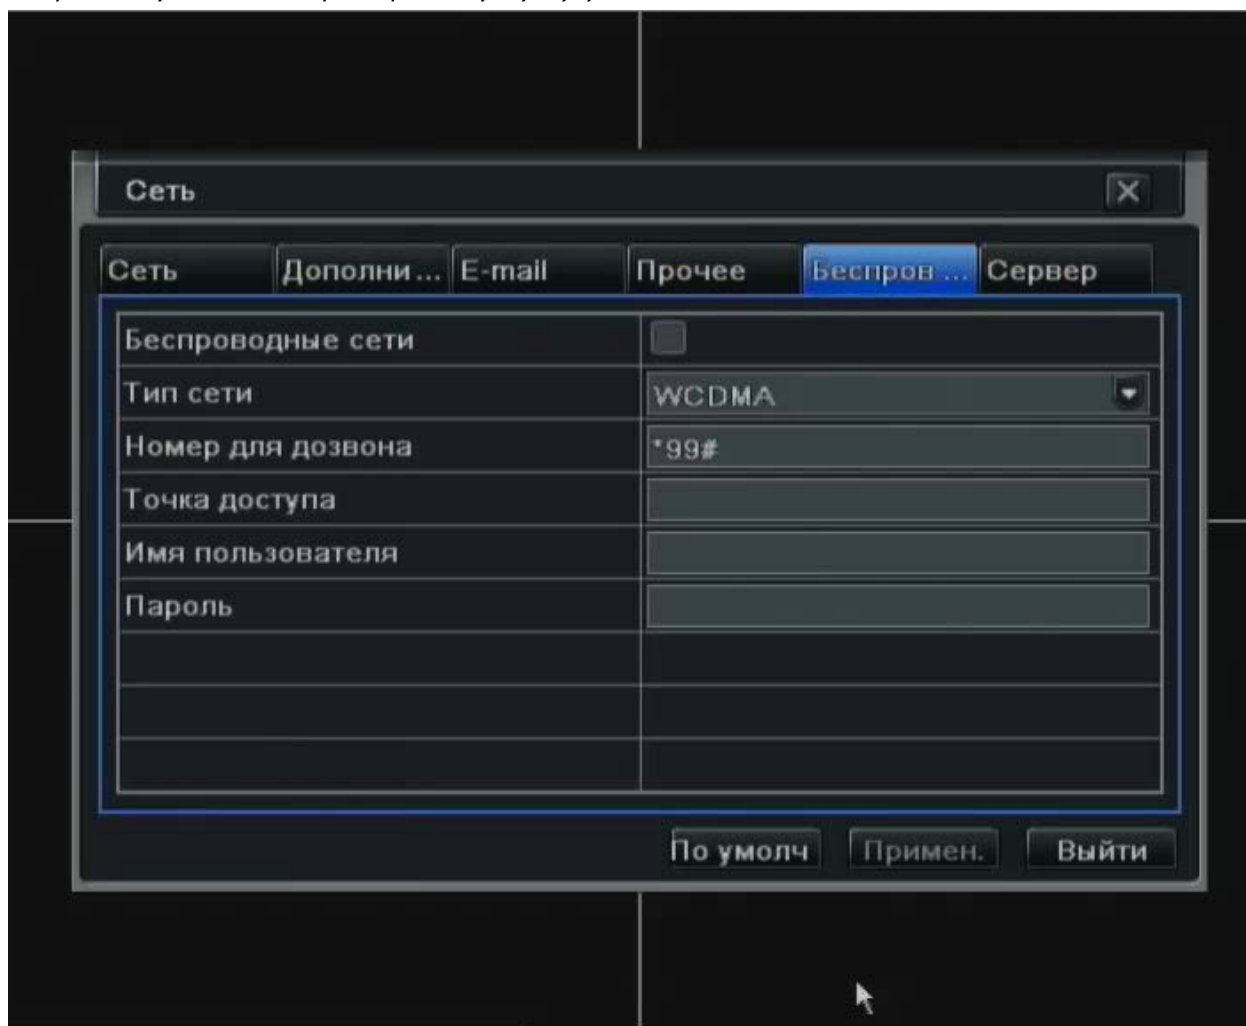 Сеть
Сеть Дополни ... E-mail Прочее Беспров ... Сервер
Беспроводные сети
Тип сети WCDMA
Номер для дозвона *99#
Точка доступа
Имя пользователя
Пароль
По умолч Примен. Выйти